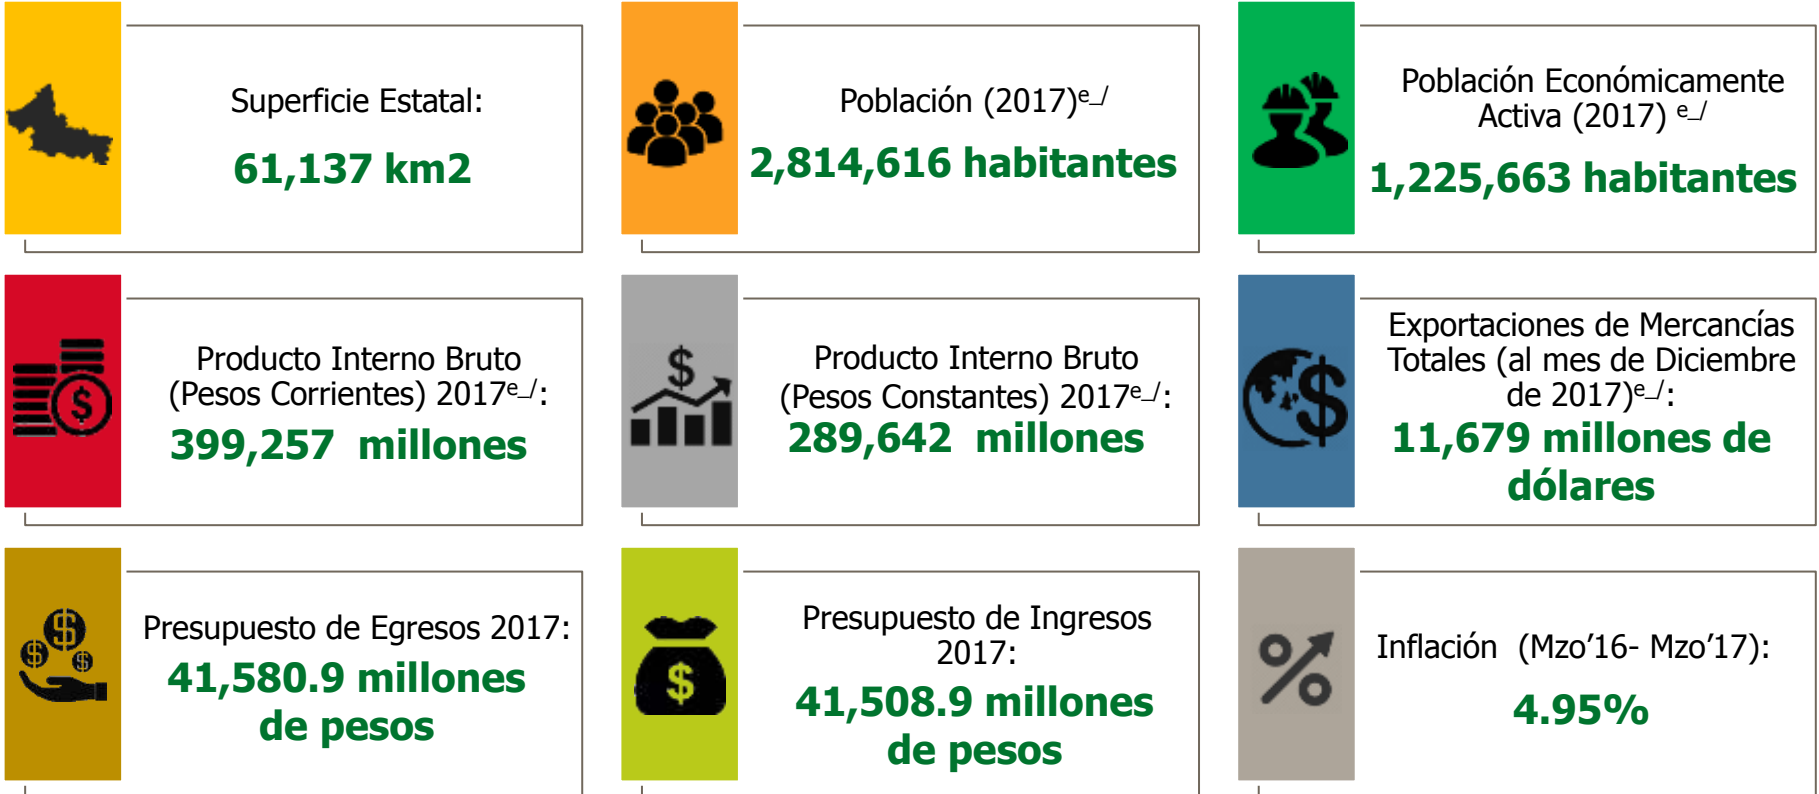 Superficie Estatal:
61,137 km2
Población (2017)e_/
2,814,616 habitantes
Población Económicamente
Activa (2017) e_/
1,225,663 habitantes
Producto Interno Bruto
(Pesos Corrientes) 2017e_/:
399,257 millones
Producto Interno Bruto
(Pesos Constantes) 2017e_/:
289,642 millones
Exportaciones de Mercancías
Totales (al mes de Diciembre
de 2017)e_/:
11,679 millones de
dólares
Presupuesto de Egresos 2017:
41,580.9 millones
de pesos
Presupuesto de Ingresos
2017:
41,508.9 millones
de pesos
Inflación (Mzo’16- Mzo’17):
4.95%